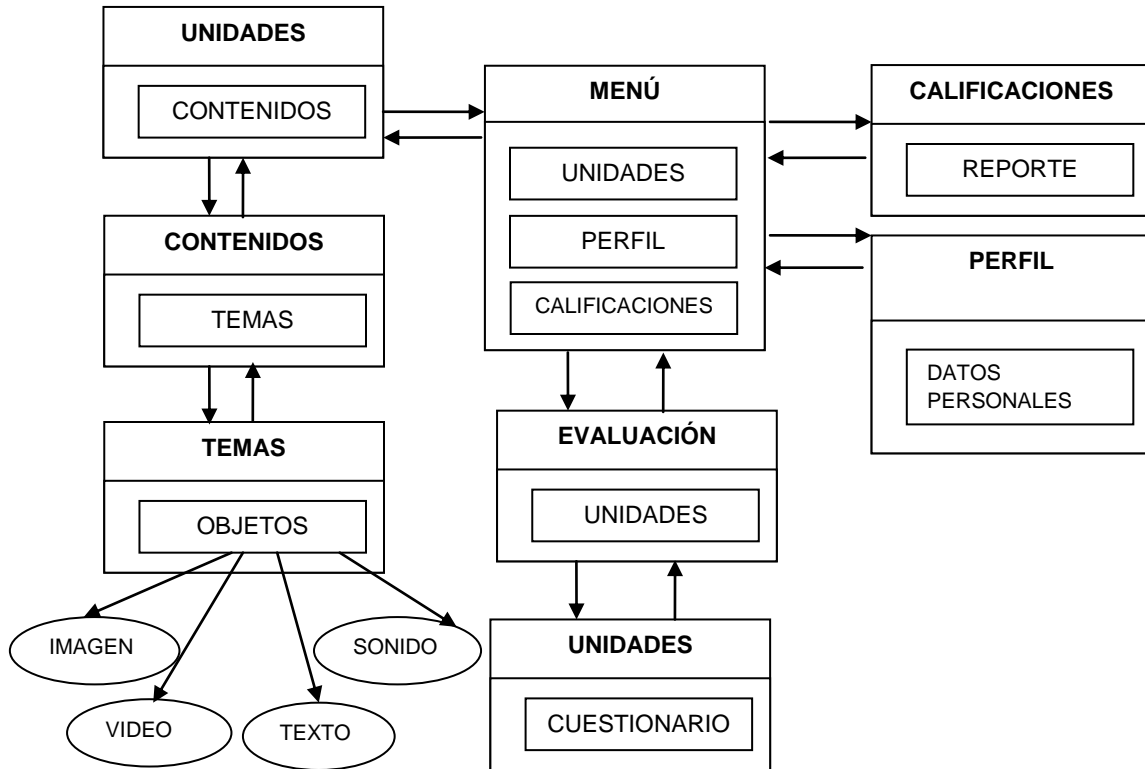 UNIDADES
CONTENIDOS
CONTENIDOS
TEMAS
TEMAS
OBJETOS
IMAGEN
SONIDO
VIDEO
TEXTO
MENÚ
UNIDADES
PERFIL
CALIFICACIONES
EVALUACIÓN
UNIDADES
UNIDADES
CUESTIONARIO
CALIFICACIONES
REPORTE
PERFIL
DATOS
PERSONALES